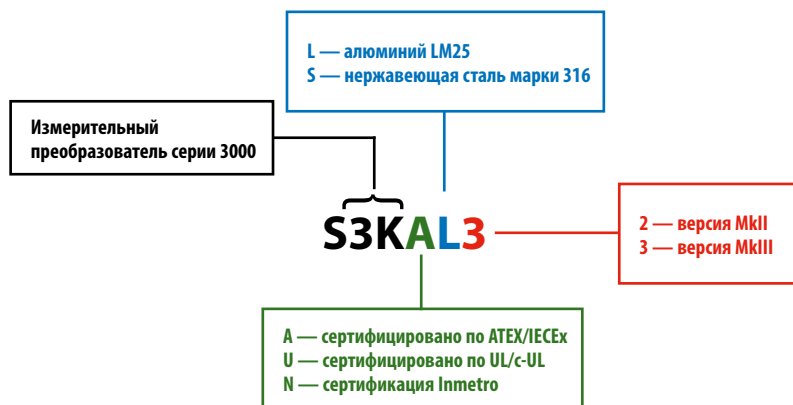 L — алюминий LM25
S — нержавеющая сталь марки 316
Измерительный
преобразователь серии 3000
S3KAL3
2 — версия MkII
3 — версия MkIII
A — сертифицировано по ATEX/IECEx
U — сертифицировано по UL/c-UL
N — сертификация Inmetro